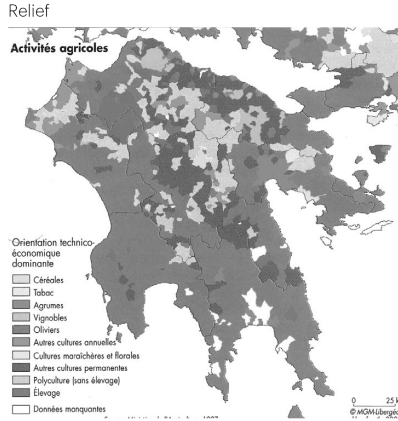 Relief
Activités agricoles
Orientation technico-
économique
dominante
Céréales
Tabac
Agrumes
Vignobles
Oliviers
Autres cultures annuelles
Cultures maraîchères et florales
Autres cultures permanentes
Polyculture (sans élevage)
Élevage
Données manquantes
0 25 k
© MGM-Libergéo